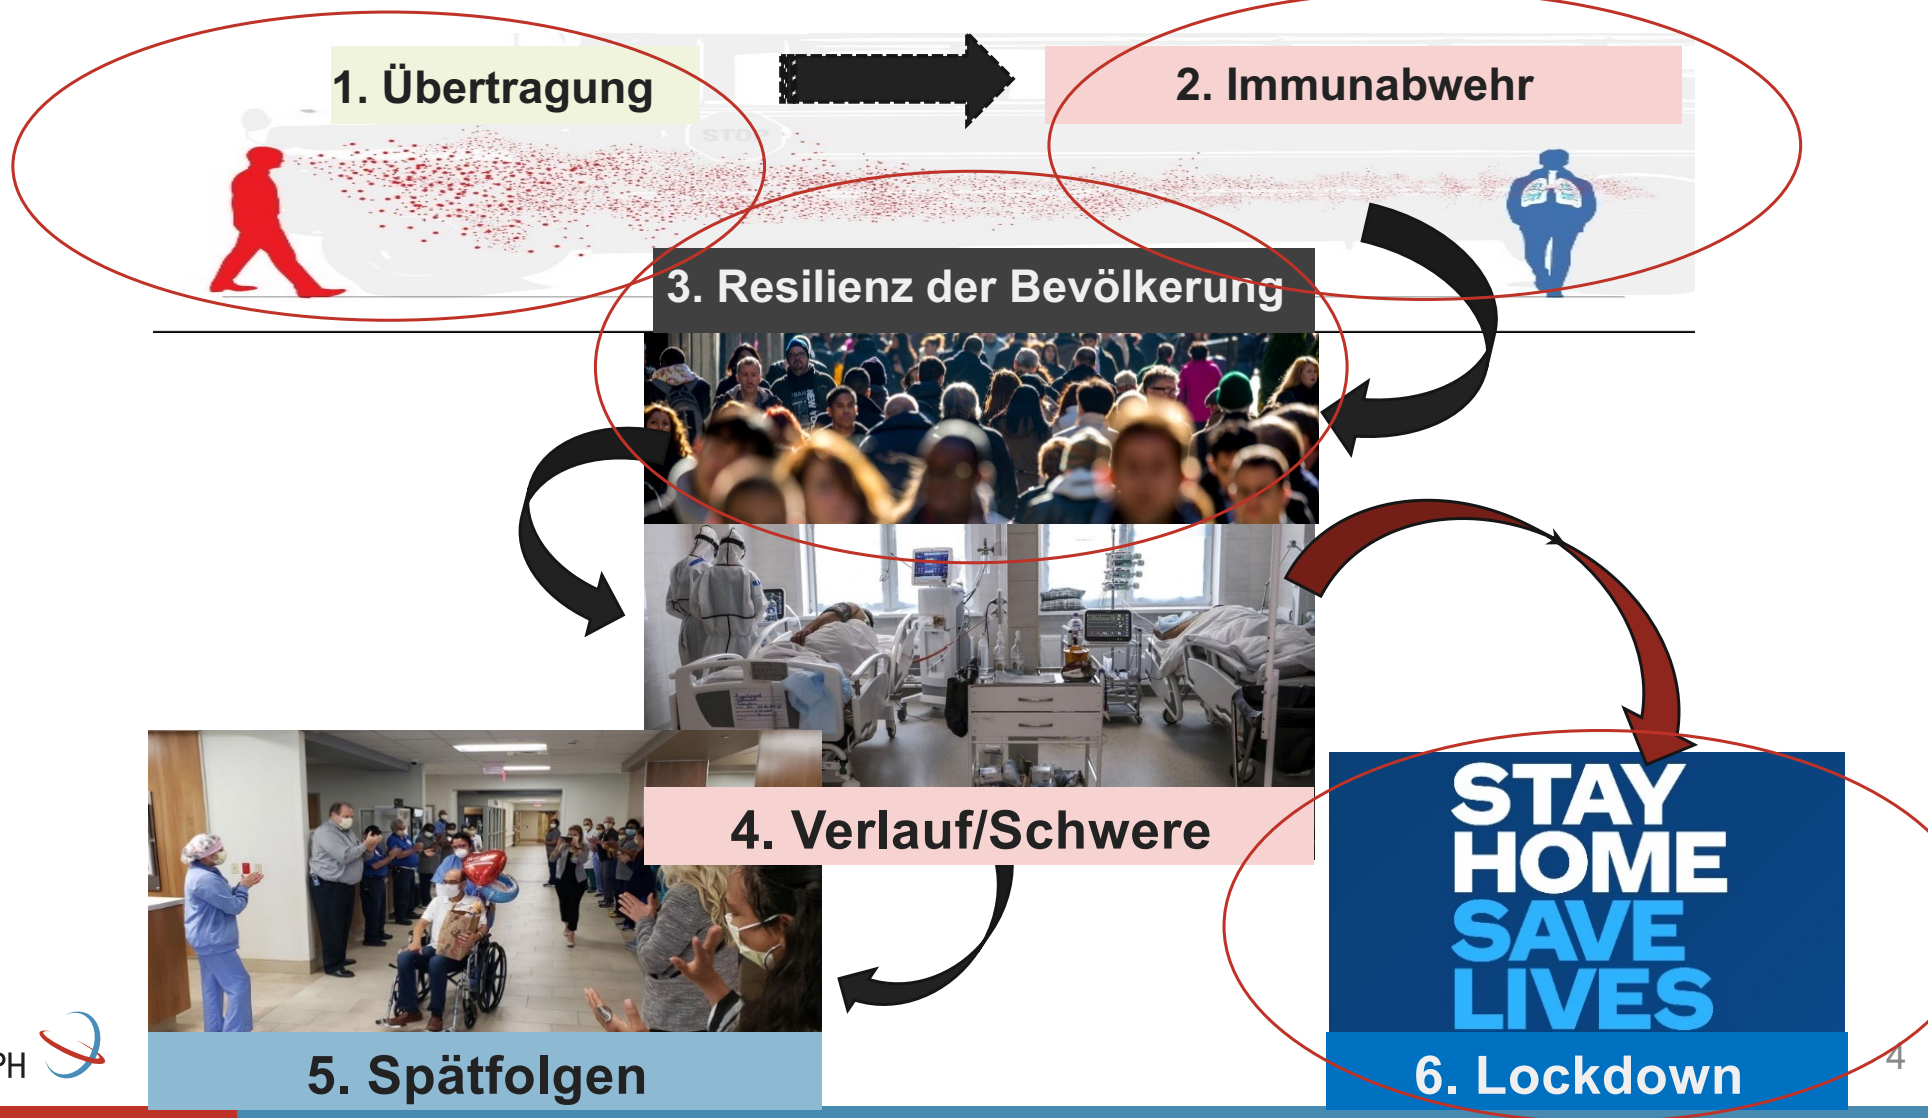 1. Übertragung
2. Immunabwehr
STOP
3. Resilienz der Bevölkerung
4. Verlauf/Schwere
STAY
HOME
SAVE
LIVES
5. Spätfolgen
6. Lockdown
PH
4